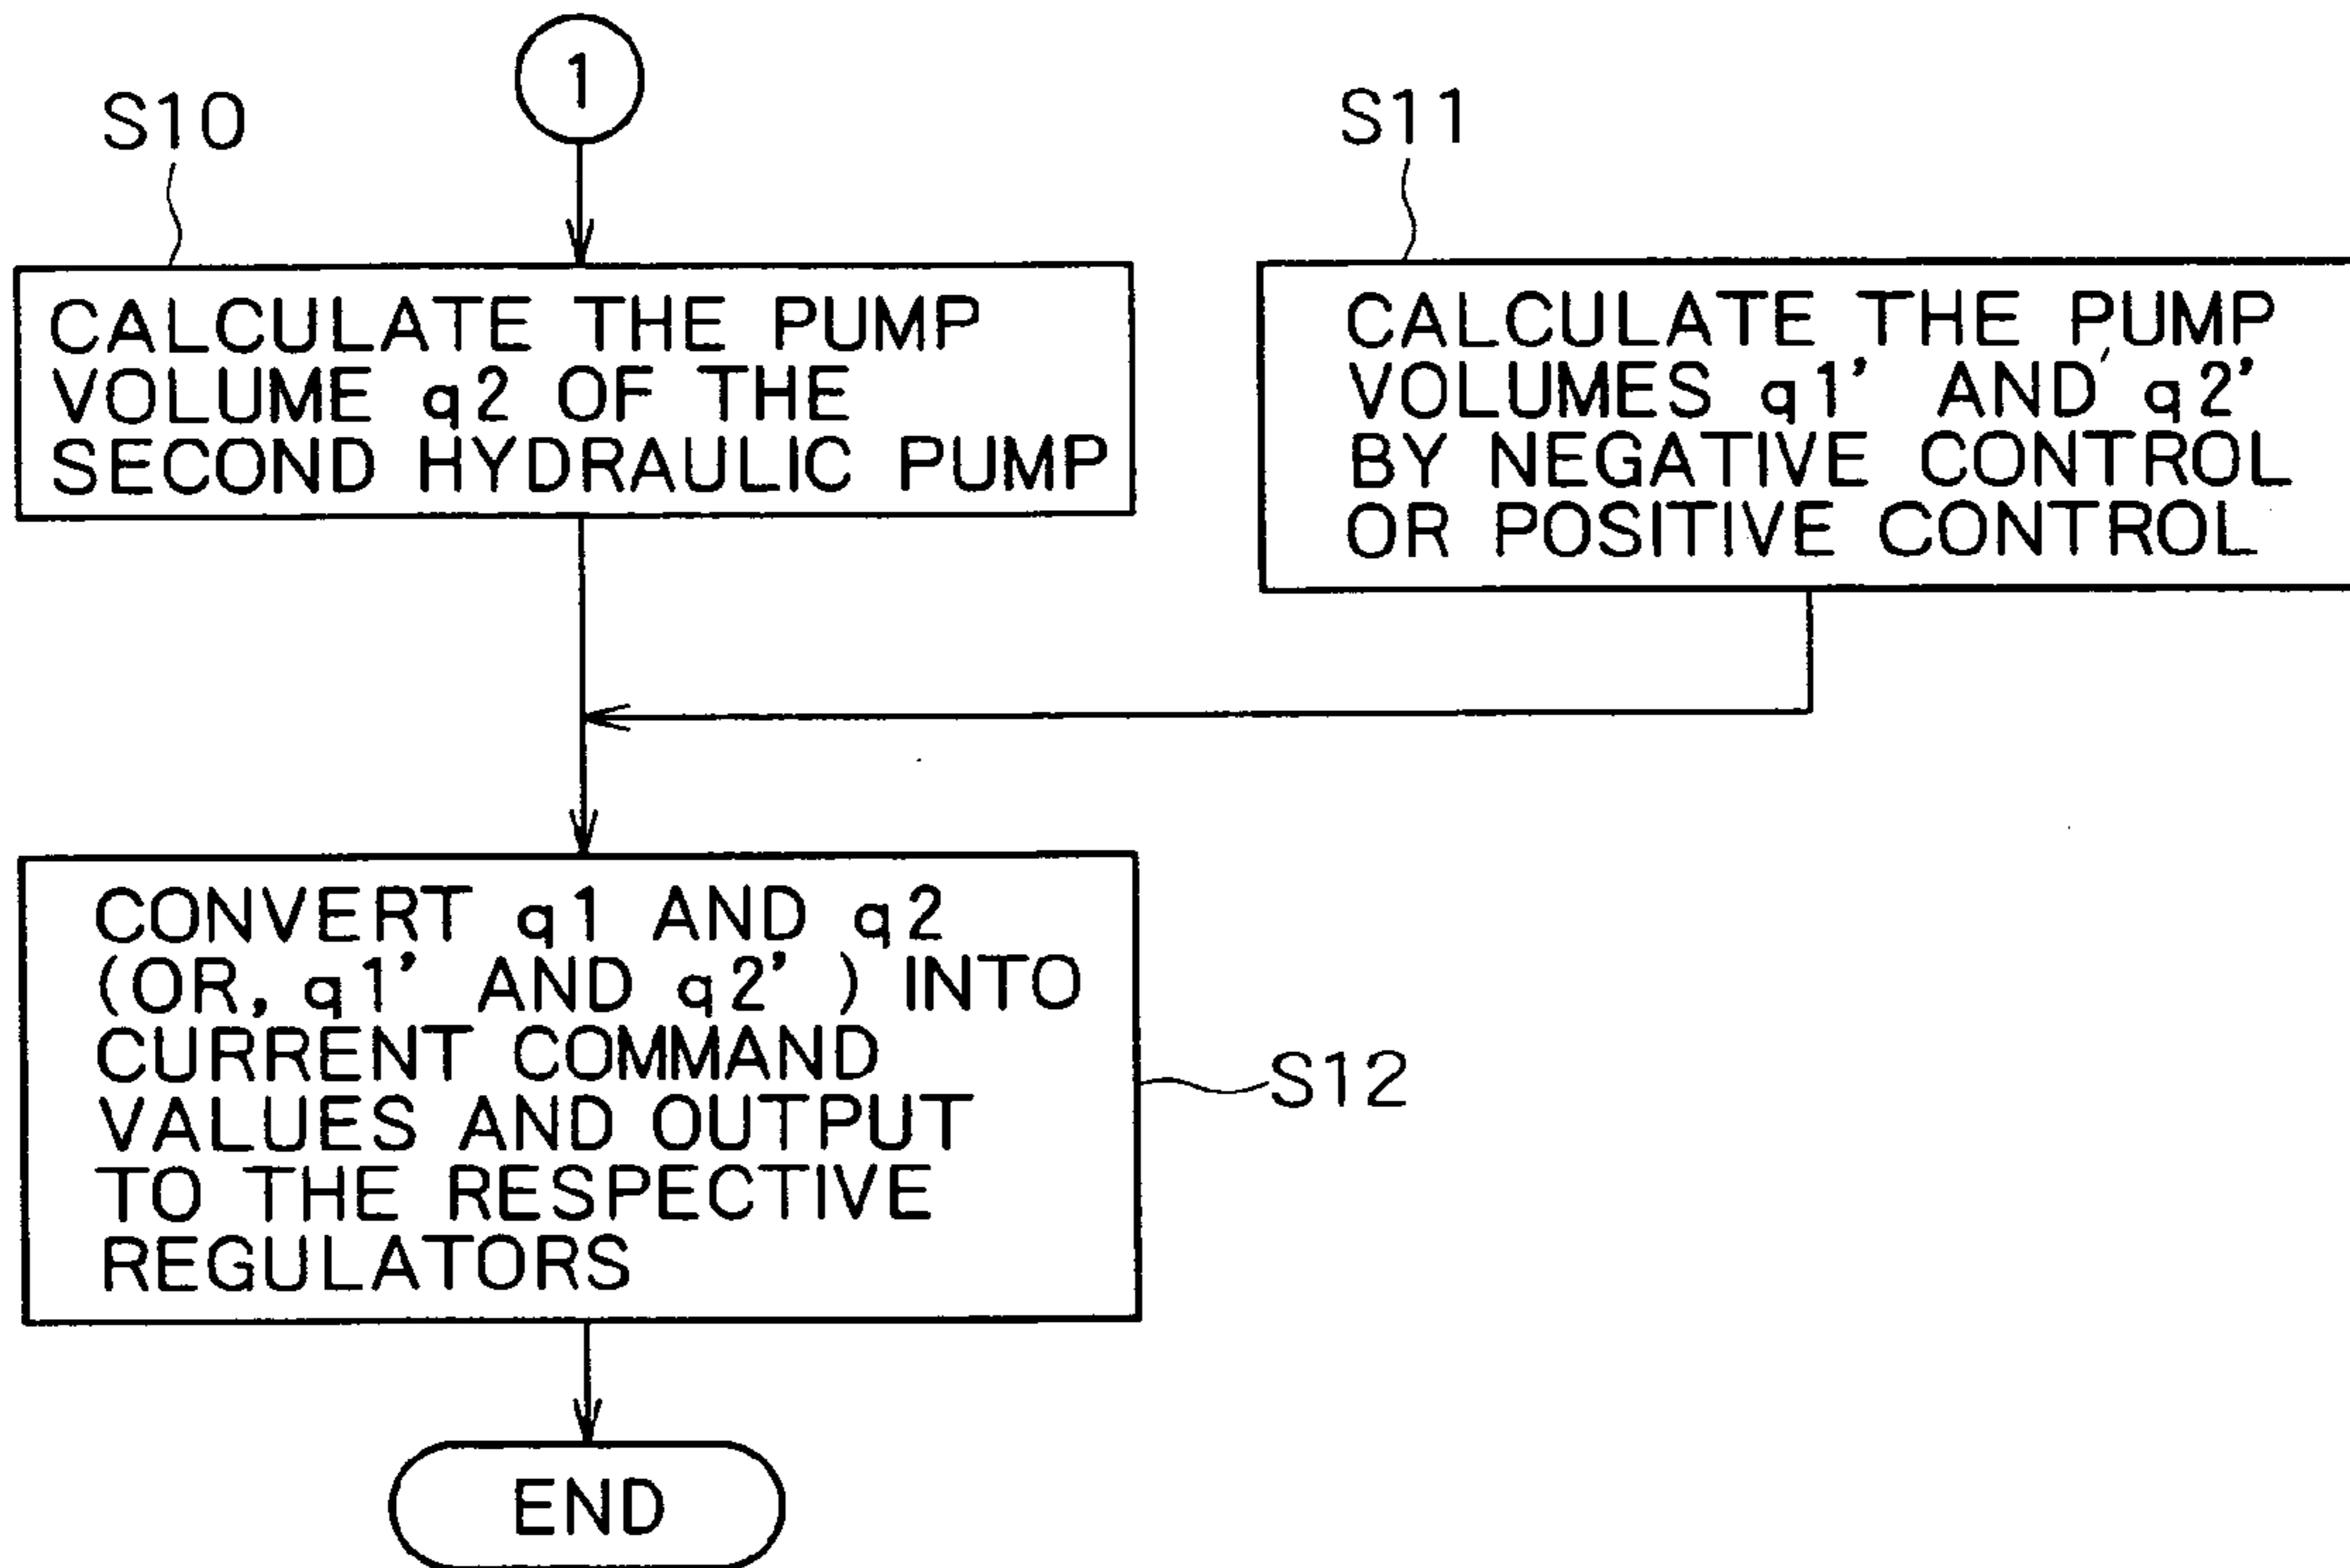 1
S10
CALCULATE THE PUMP
VOLUME q2 OF THE
SECOND HYDRAULIC PUMP
S11
CALCULATE THE PUMP
VOLUMES q1' AND q2'
BY NEGATIVE CONTROL
OR POSITIVE CONTROL
CONVERT q1 AND q2
(OR, q1' AND q2' ) INTO
CURRENT COMMAND
VALUES AND OUTPUT
TO THE RESPECTIVE
REGULATORS
S12
END